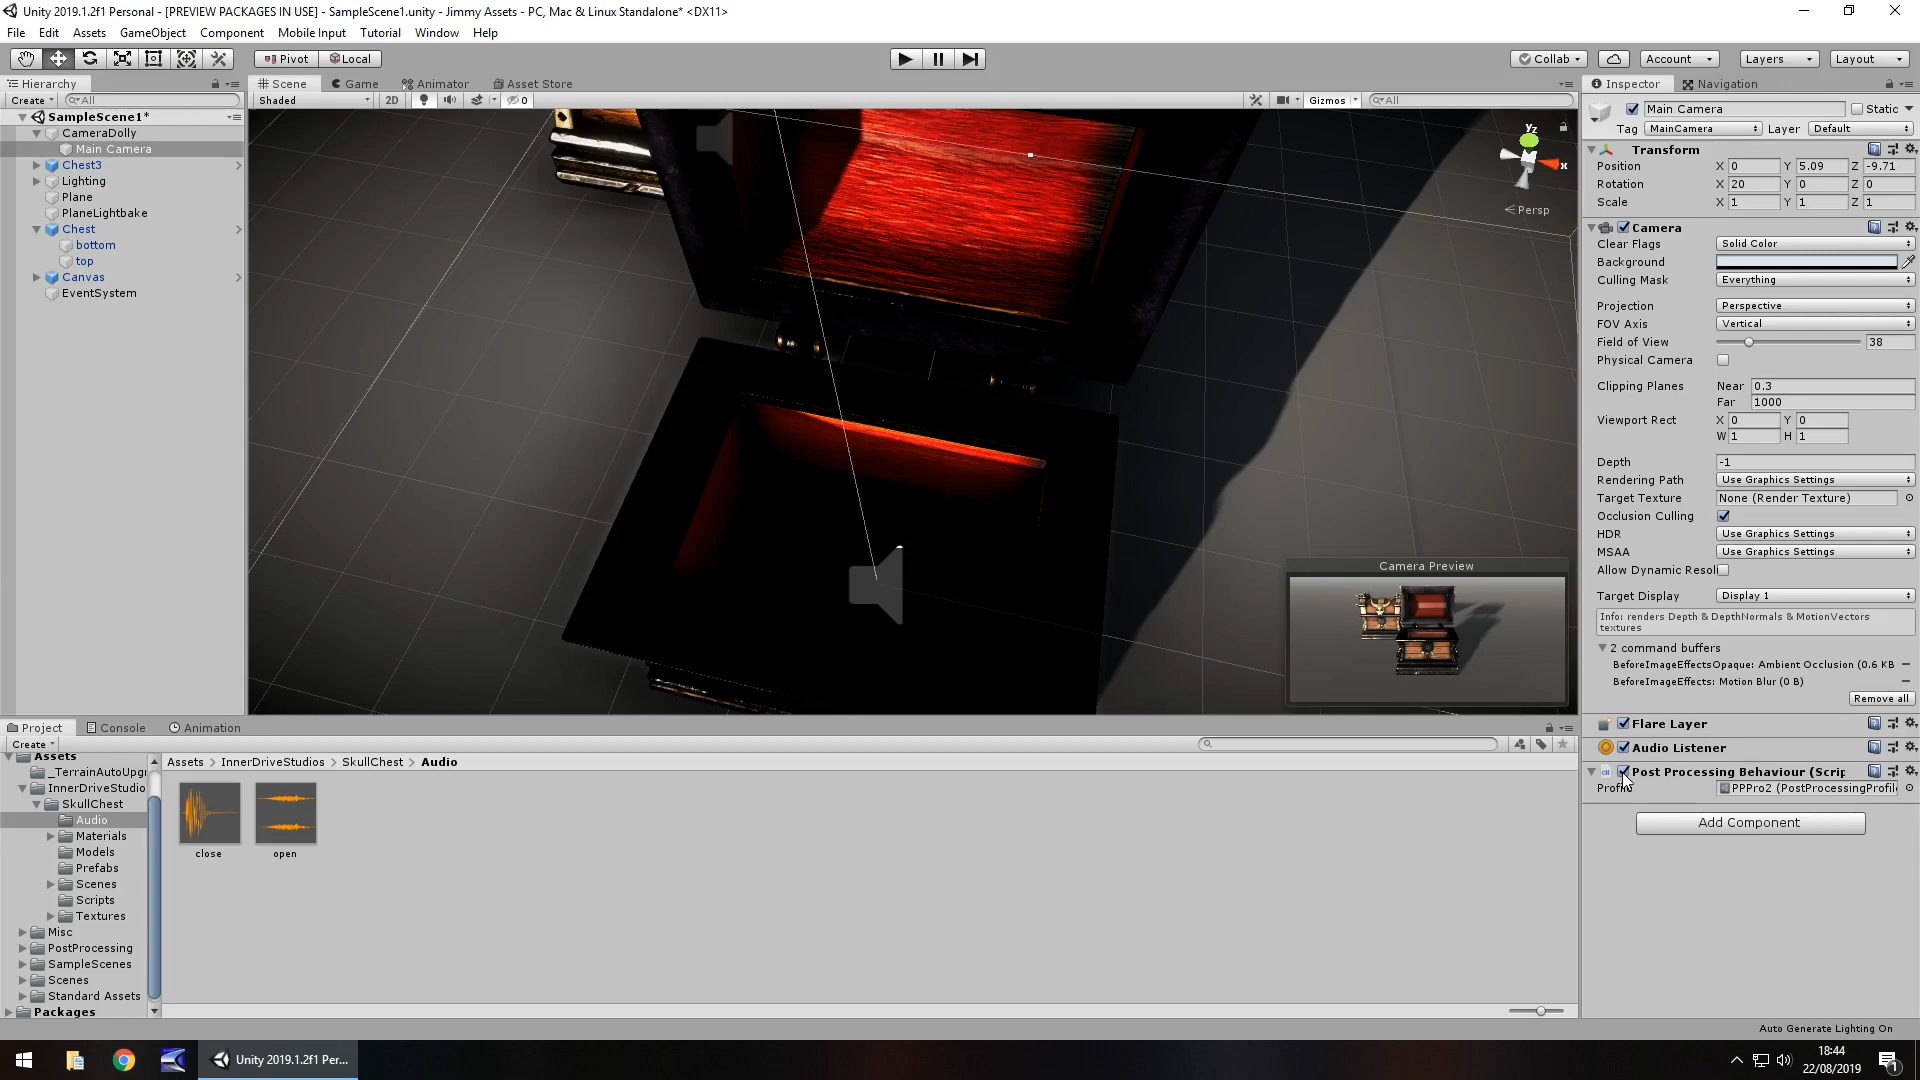 Unity 2019.1.2f1 Personal - [PREVIEW PACKAGES IN USE] - SampleScene1.unity - Jimmy Assets - PC, Mac & Linux Standalone* <DX11>
File Edit Assets GameObject Component Mobile Input Tutorial Window Help
Pivot Local Collab Account Layers Layout
Hierarchy
Create All
SampleScene1*
CameraDolly
Main Camera
Chest3
Lighting
Plane
PlaneLightbake
Chest
bottom
top
Canvas
EventSystem
Scene Game Animator Asset Store
Shaded 2D 0 Gizmos All
y z
x
Persp
Camera Preview
Inspector Navigation
Main Camera Static
Tag MainCamera Layer Default
Transform
Position X 0 Y 5.09 Z -9.71
Rotation X 20 Y 0 Z 0
Scale X 1 Y 1 Z 1
Camera
Clear Flags Solid Color
Background
Culling Mask Everything
Projection Perspective
FOV Axis Vertical
Field of View 38
Physical Camera
Clipping Planes Near 0.3
Far 1000
Viewport Rect X 0 Y 0
W 1 H 1
Depth -1
Rendering Path Use Graphics Settings
Target Texture None (Render Texture)
Occlusion Culling
HDR Use Graphics Settings
MSAA Use Graphics Settings
Allow Dynamic Resol
Target Display Display 1
Info: renders Depth & DepthNormals & MotionVectors
textures
2 command buffers
BeforeImageEffectsOpaque: Ambient Occlusion (0.6 KB
BeforeImageEffects: Motion Blur (0 B)
Remove all
Flare Layer
Audio Listener
Post Processing Behaviour (Scrip
Profile PPPro2 (PostProcessingProfile
Add Component
Project Console Animation
Create
Assets
_TerrainAutoUpgr
InnerDriveStudio
SkullChest
Audio
Materials
Models
Prefabs
Scenes
Scripts
Textures
Misc
PostProcessing
SampleScenes
Scenes
Standard Assets
Packages
Assets > InnerDriveStudios > SkullChest > Audio
close open
Auto Generate Lighting On
Unity 2019.1.2f1 Per...
18:44
22/08/2019
1